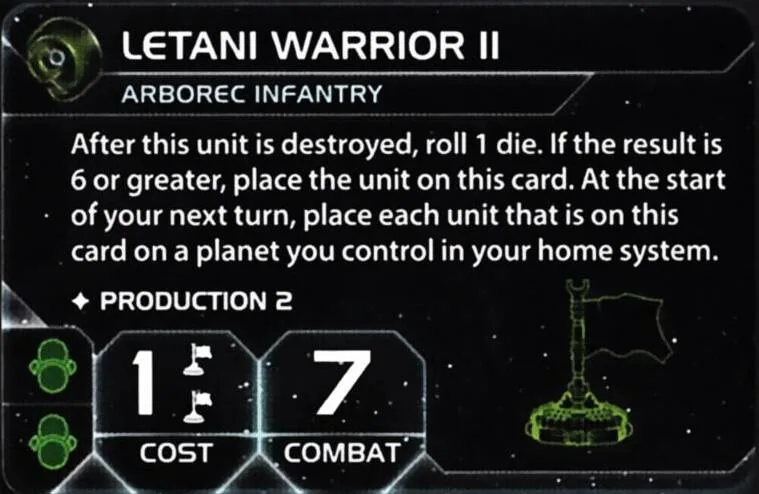 LETANI WARRIOR II
ARBOREC INFANTRY
After this unit is destroyed, roll 1 die. If the result is
6 or greater, place the unit on this card. At the start
of your next turn, place each unit that is on this
card on a planet you control in your home system.
✦ PRODUCTION 2
1
7
COST
COMBAT